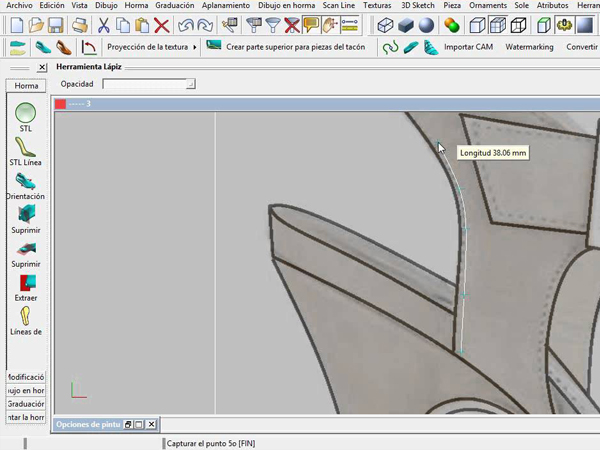 Archivo Edición Vista Dibujo Horma Graduación Aplanamiento Dibujo en horma Scan Line Texturas 3D Sketch Pieza Ornaments Sole Atributos Herran
Proyección de la textura Crear parte superior para piezas del tacón Importar CAM Watermarking Convertir
Herramienta Lápiz
Horma
Opacidad
3
STL
STL Línea
Orientación
Suprimir
Suprimir
Extraer
Líneas de
Modificació
ujo en hor
Graduación
ntar la horr
Longitud 38.06 mm
Opciones de pintu
Capturar el punto 5o [FIN]